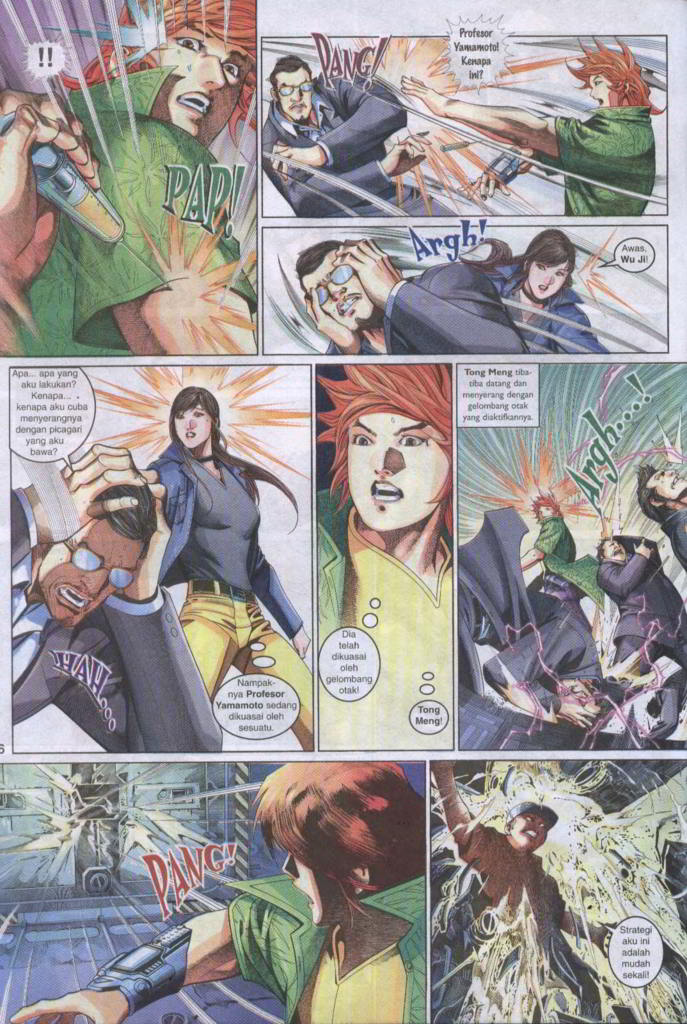 !!
PAP!
PANG!
Profesor
Yamamoto!
Kenapa
ini?
Argh!
Awas,
Wu Ji!
Apa... apa yang
aku lakukan?
Kenapa...
kenapa aku cuba
menyerangnya
dengan picagari
yang aku
bawa?
HAH...
Nampak-
nya Profesor
Yamamoto sedang
dikuasai oleh
sesuatu.
Dia
telah
dikuasai oleh
gelombang
otak!
Tong
Meng!
Tong Meng tiba-
tiba datang dan
menyerang dengan
gelombang otak
yang diaktifkannya.
Argh....!
6
PANG!
Strategi
aku ini
adalah
mudah
sekali!